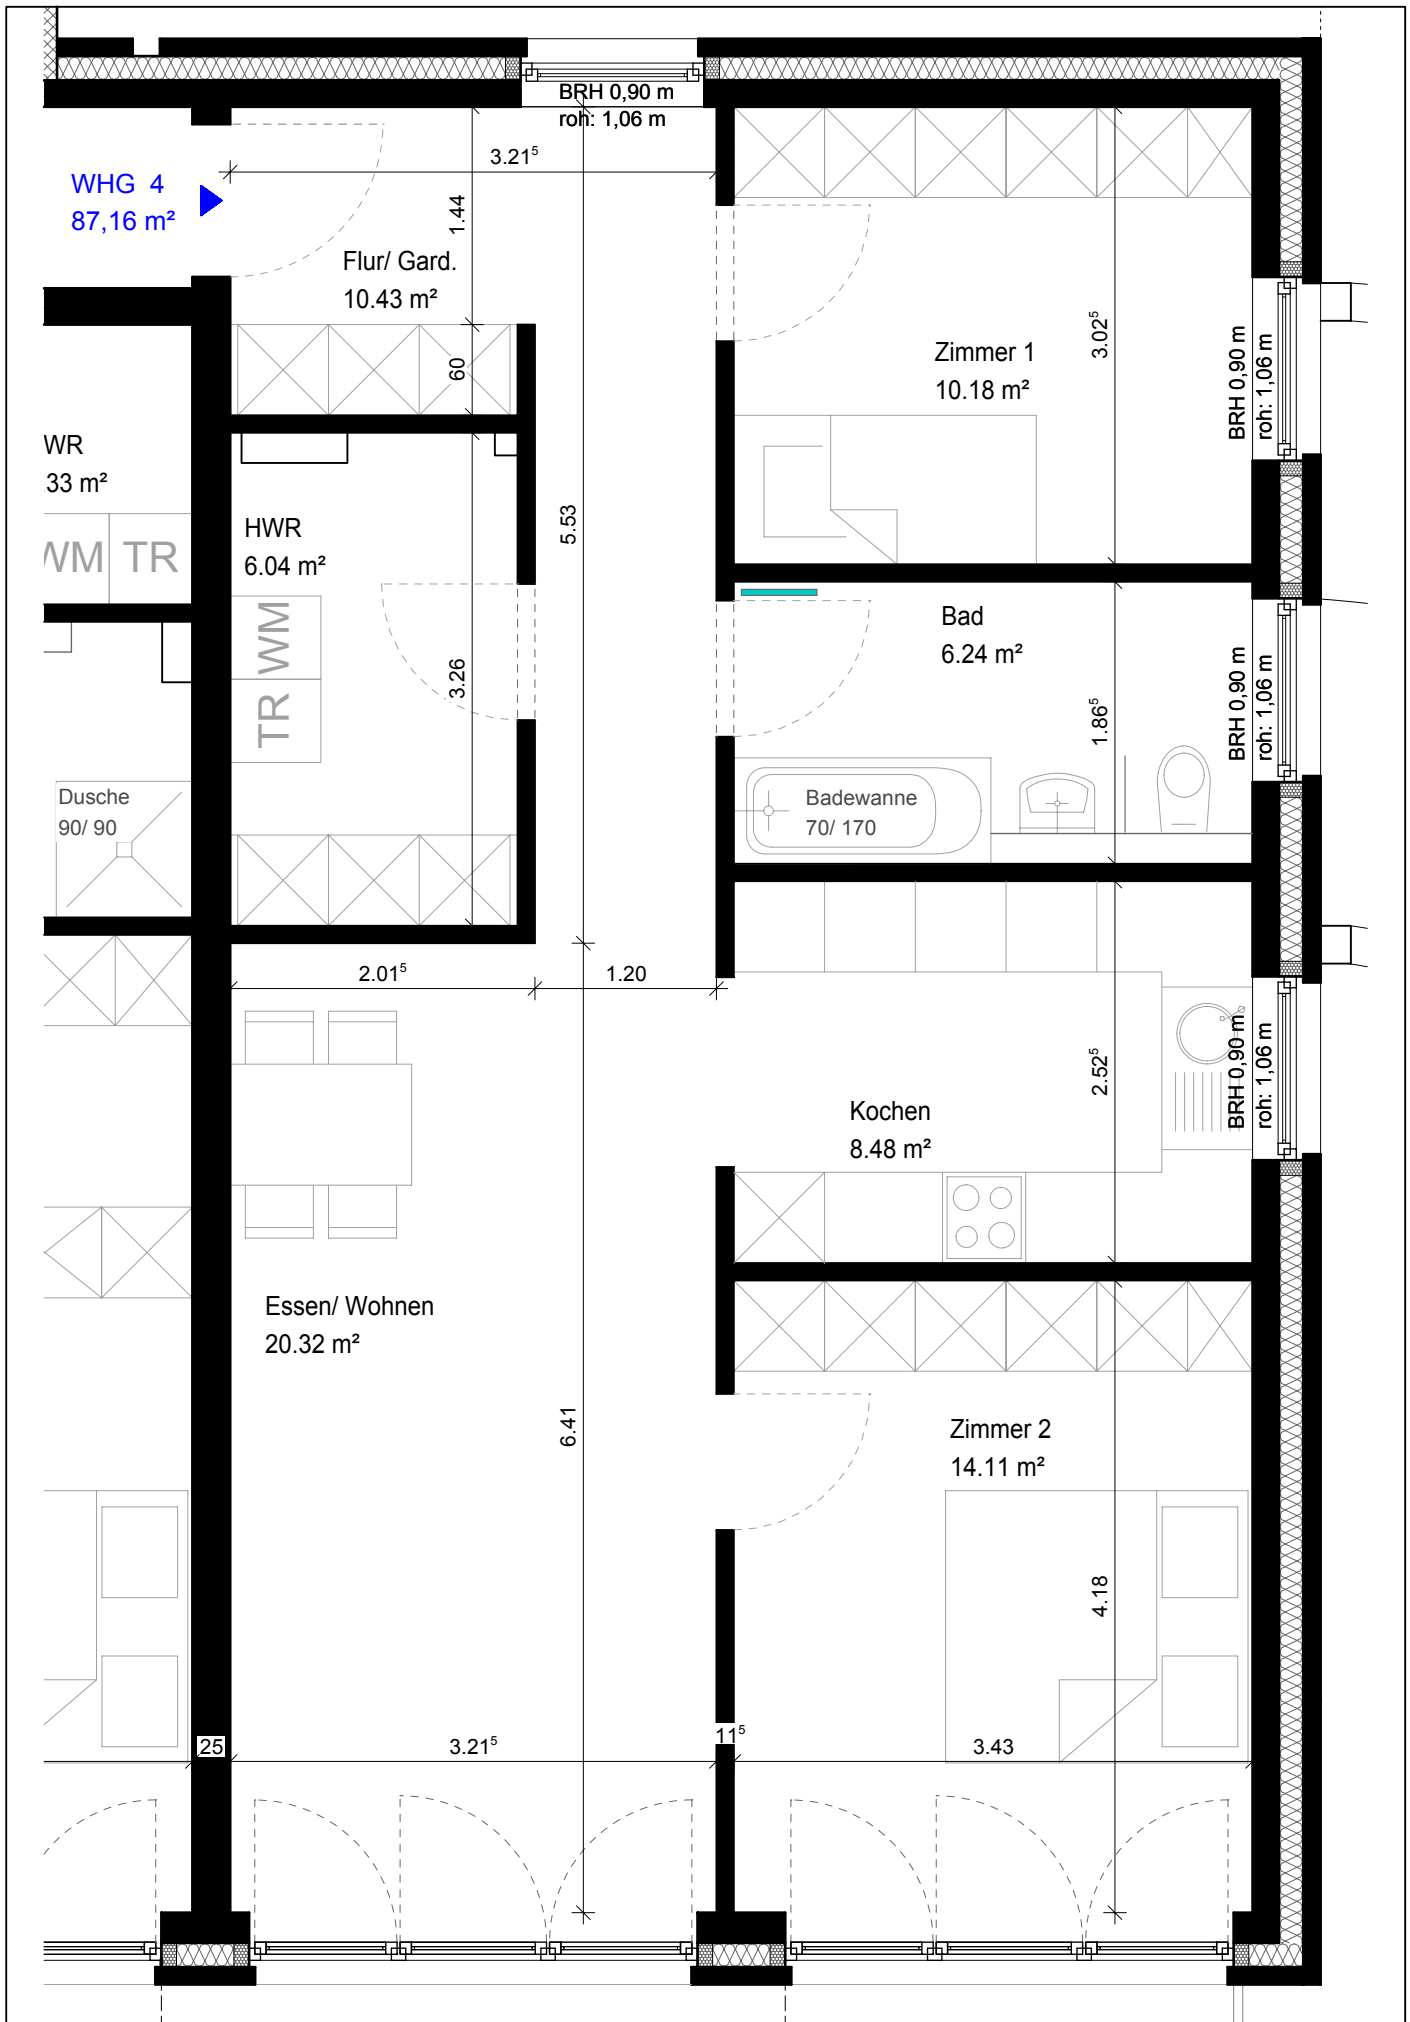 BRH 0,90 m
roh: 1,06 m
3.21⁵
WHG 4
87,16 m²
1.44
Flur/ Gard.
10.43 m²
60
Zimmer 1
10.18 m²
3.02⁵
BRH 0,90 m
roh: 1,06 m
WR
33 m²
WM
TR
HWR
6.04 m²
5.53
WM
TR
3.26
Bad
6.24 m²
1.86⁵
BRH 0,90 m
roh: 1,06 m
Dusche
90/ 90
Badewanne
70/ 170
2.01⁵
1.20
2.52⁵
BRH 0,90 m
roh: 1,06 m
Kochen
8.48 m²
Essen/ Wohnen
20.32 m²
6.41
Zimmer 2
14.11 m²
4.18
25
3.21⁵
11⁵
3.43